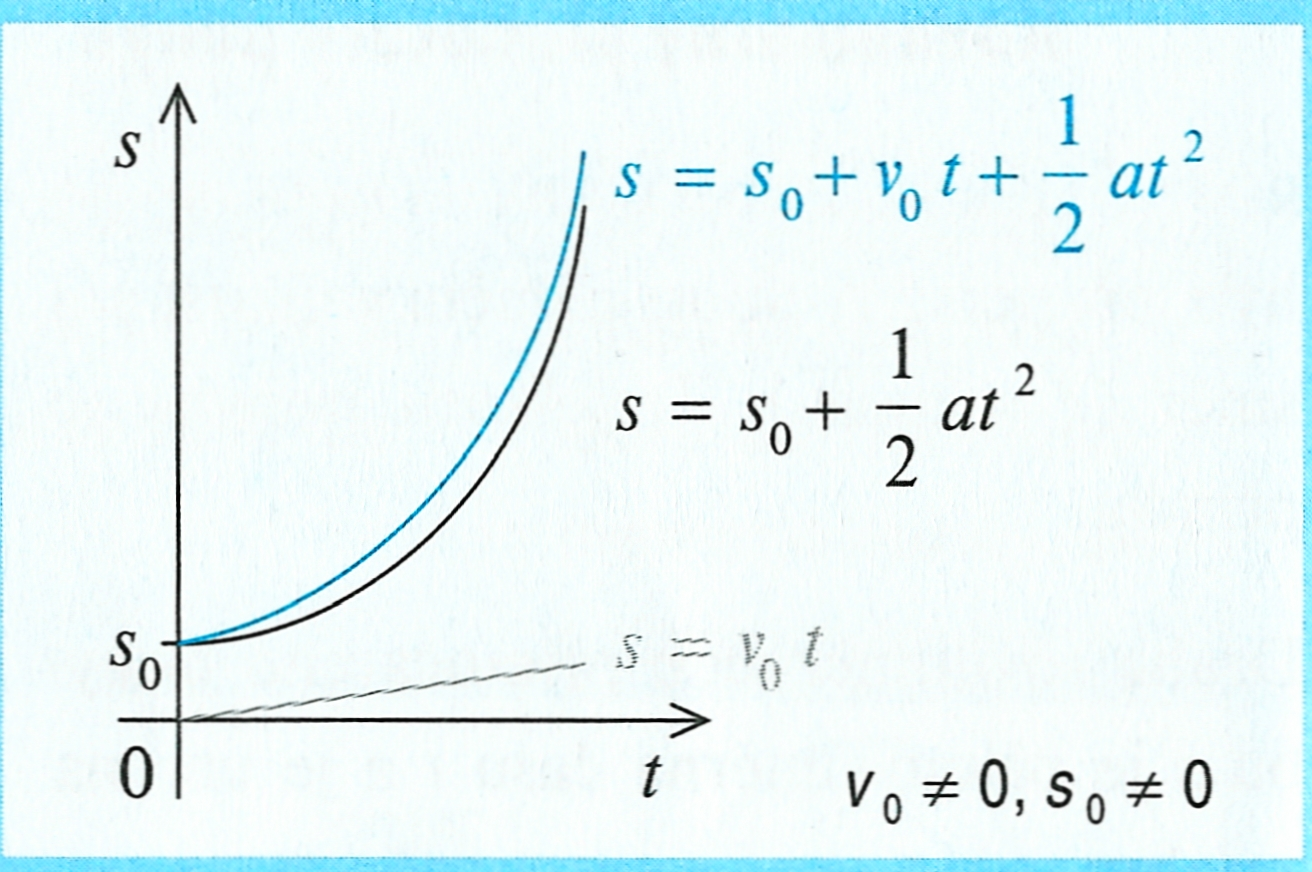 s
s = s₀ + v₀ t + 1/2 at²
s = s₀ + 1/2 at²
s₀
s = v₀ t
0
t
v₀ ≠ 0, s₀ ≠ 0